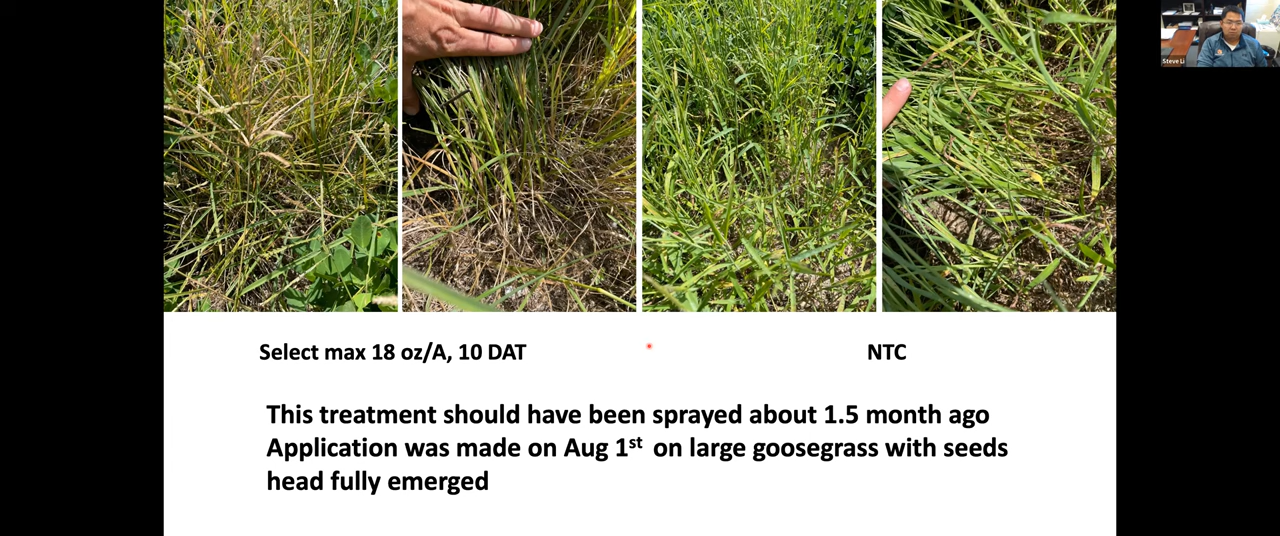 Steve Li
Select max 18 oz/A, 10 DAT
NTC
This treatment should have been sprayed about 1.5 month ago
Application was made on Aug 1st on large goosegrass with seeds
head fully emerged